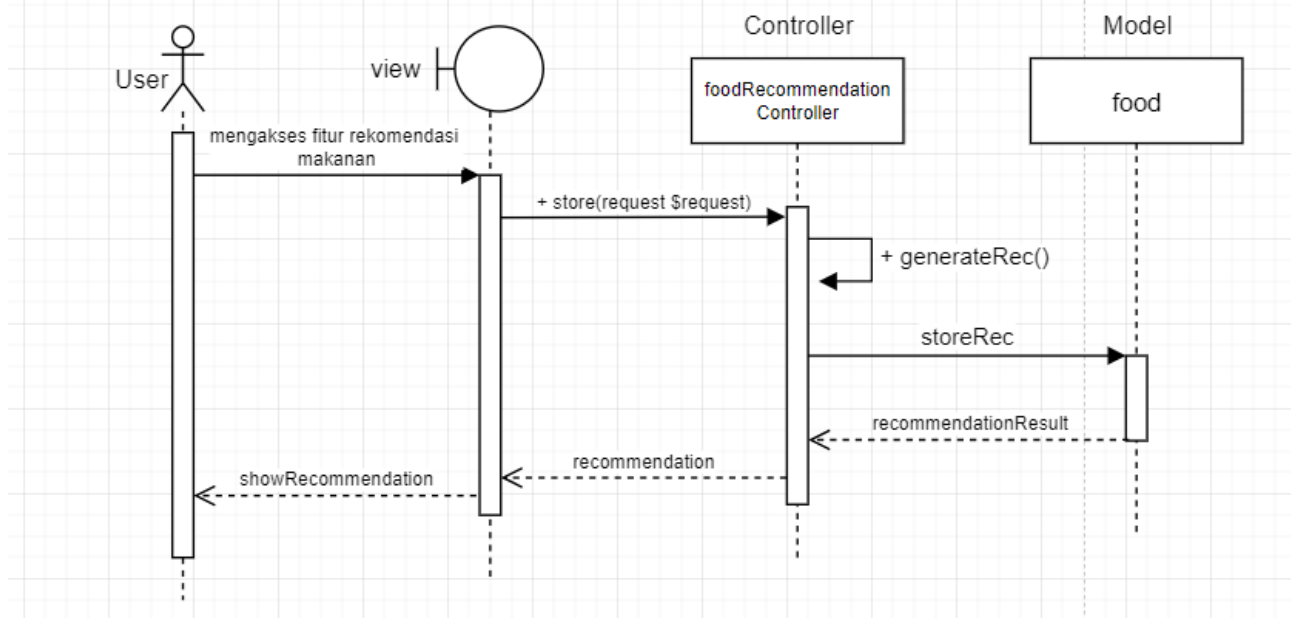 Controller
Model
User
view
foodRecommendation
Controller
food
mengakses fitur rekomendasi
makanan
+ store(request $request)
+ generateRec()
storeRec
recommendationResult
recommendation
showRecommendation